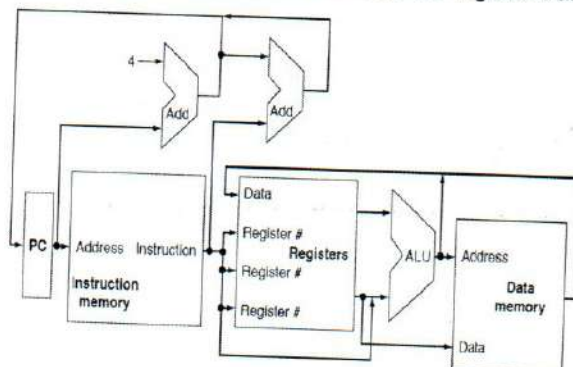 4
Add
Add
Data
Register #
Registers
Register #
Register #
PC
Address Instruction
Instruction
memory
ALU
Address
Data
memory
Data